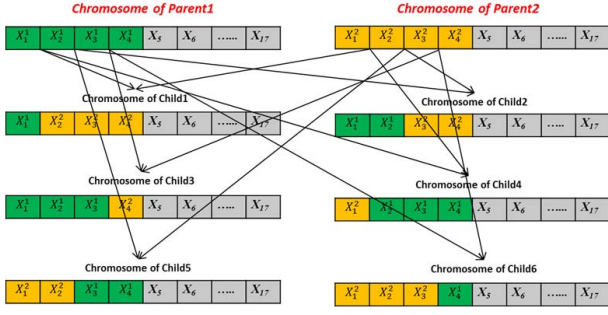 Chromosome of Parent1 Chromosome of Parent2
X₁¹ X₂¹ X₃¹ X₄¹ X₅ X₆ ...... X₁₇ X₁² X₂² X₃² X₄² X₅ X₆ ...... X₁₇
Chromosome of Child1 Chromosome of Child2
X₁¹ X₂² X₃² X₄² X₅ X₆ ..... X₁₇ X₁¹ X₂¹ X₃² X₄² X₅ X₆ ..... X₁₇
Chromosome of Child3 Chromosome of Child4
X₁¹ X₂¹ X₃¹ X₄² X₅ X₆ ..... X₁₇ X₁² X₂¹ X₃¹ X₄¹ X₅ X₆ ..... X₁₇
Chromosome of Child5 Chromosome of Child6
X₁² X₂² X₃¹ X₄¹ X₅ X₆ ..... X₁₇ X₁² X₂² X₃² X₄¹ X₅ X₆ ..... X₁₇